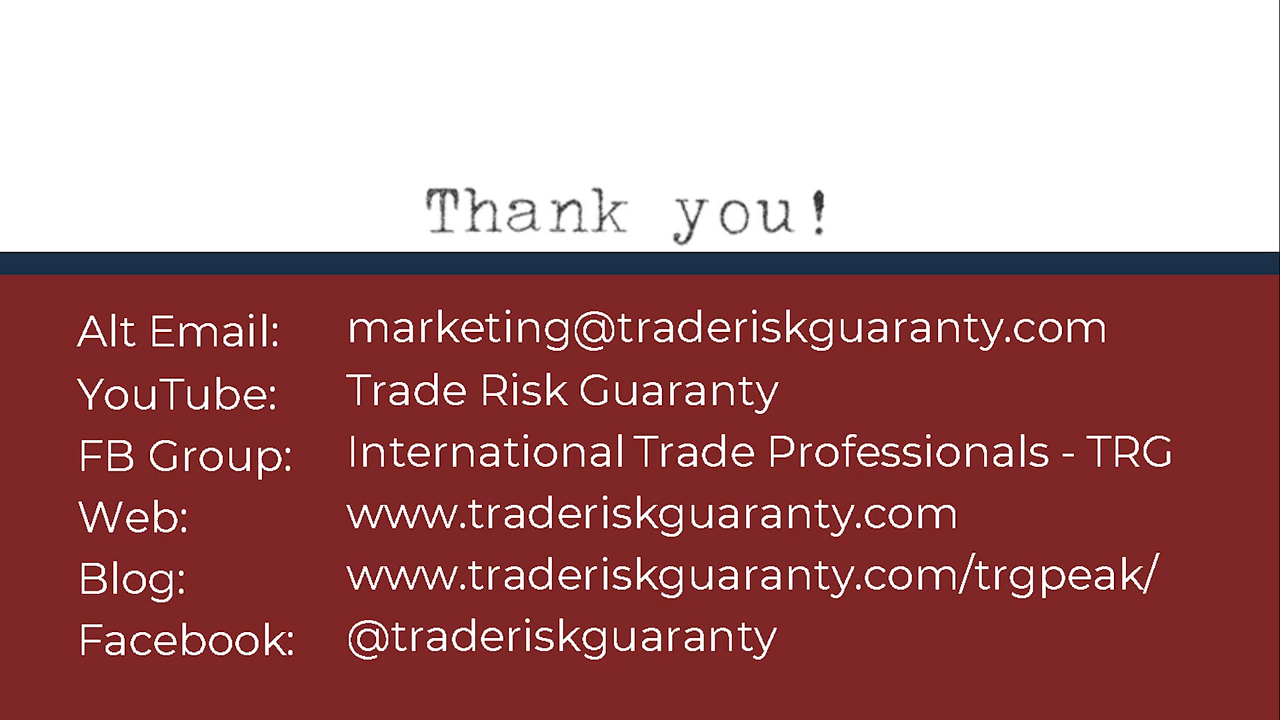 Thank you!
Alt Email: marketing@traderiskguaranty.com
YouTube: Trade Risk Guaranty
FB Group: International Trade Professionals - TRG
Web: www.traderiskguaranty.com
Blog: www.traderiskguaranty.com/trgpeak/
Facebook: @traderiskguaranty